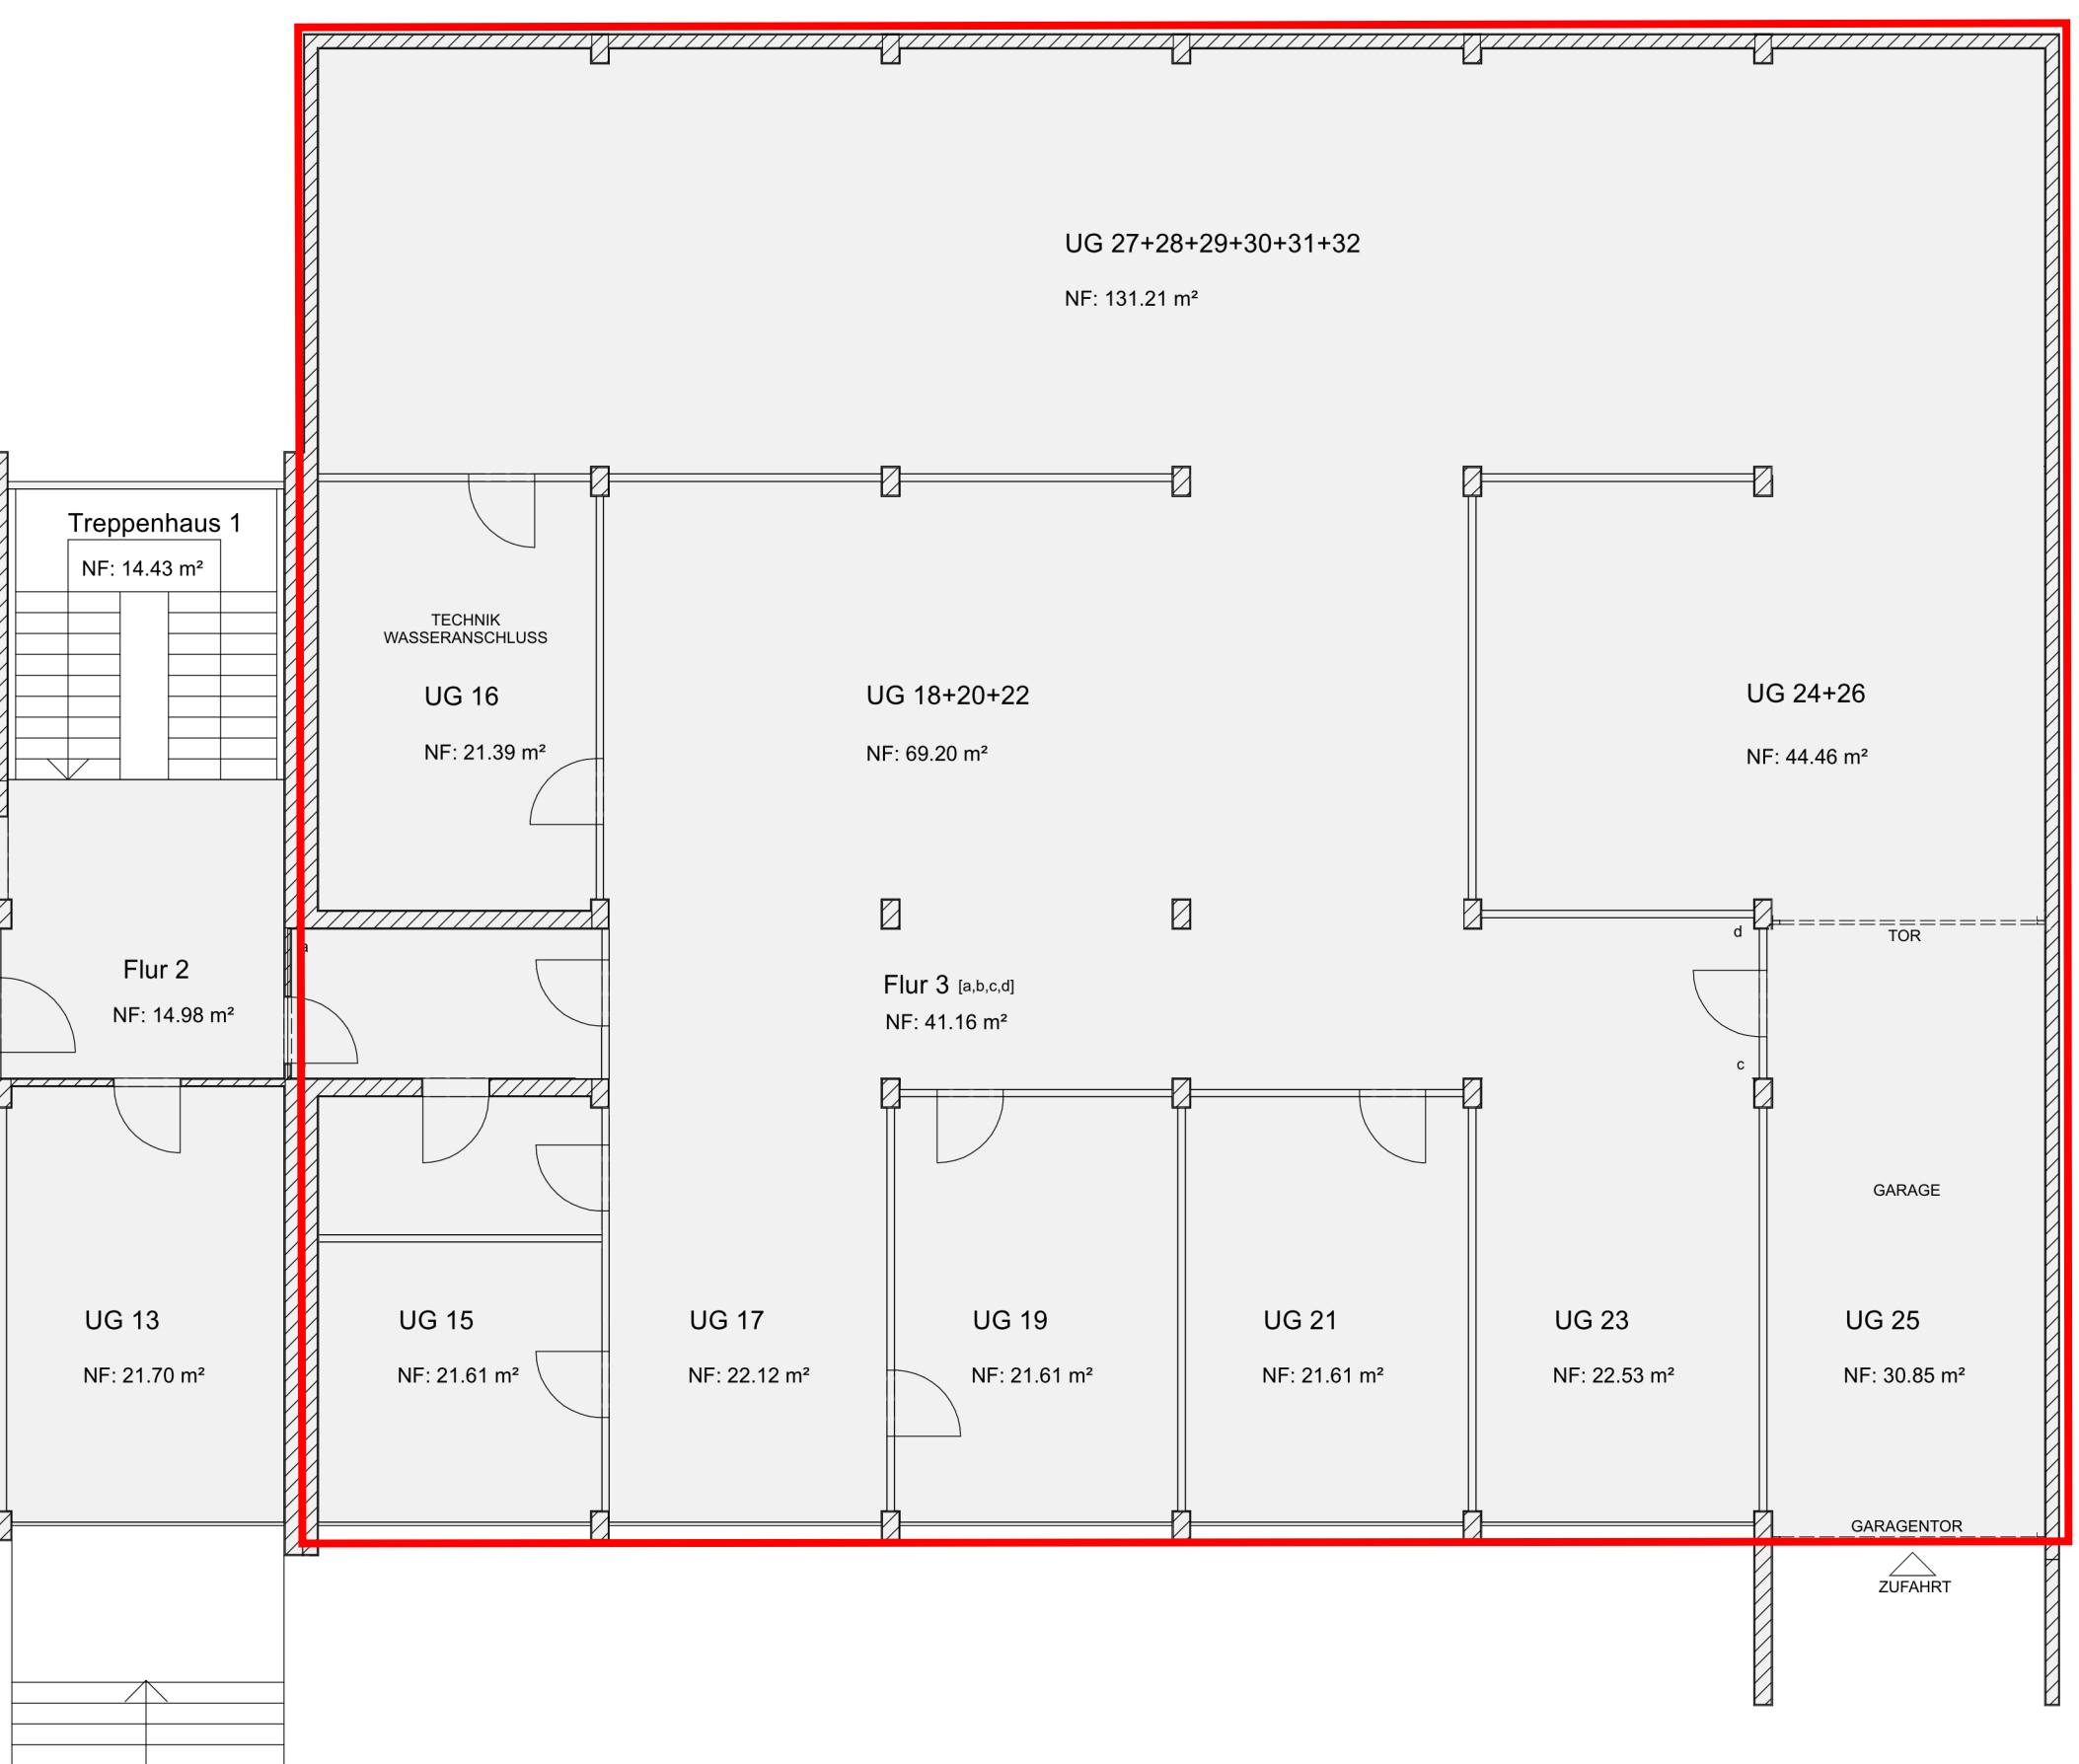 UG 27+28+29+30+31+32
NF: 131.21 m²
Treppenhaus 1
NF: 14.43 m²
TECHNIK
WASSERANSCHLUSS
UG 16
NF: 21.39 m²
UG 18+20+22
NF: 69.20 m²
UG 24+26
NF: 44.46 m²
a
d
TOR
Flur 2
NF: 14.98 m²
Flur 3 [a,b,c,d]
NF: 41.16 m²
c
GARAGE
UG 13
NF: 21.70 m²
UG 15
NF: 21.61 m²
UG 17
NF: 22.12 m²
UG 19
NF: 21.61 m²
UG 21
NF: 21.61 m²
UG 23
NF: 22.53 m²
UG 25
NF: 30.85 m²
GARAGENTOR
ZUFAHRT